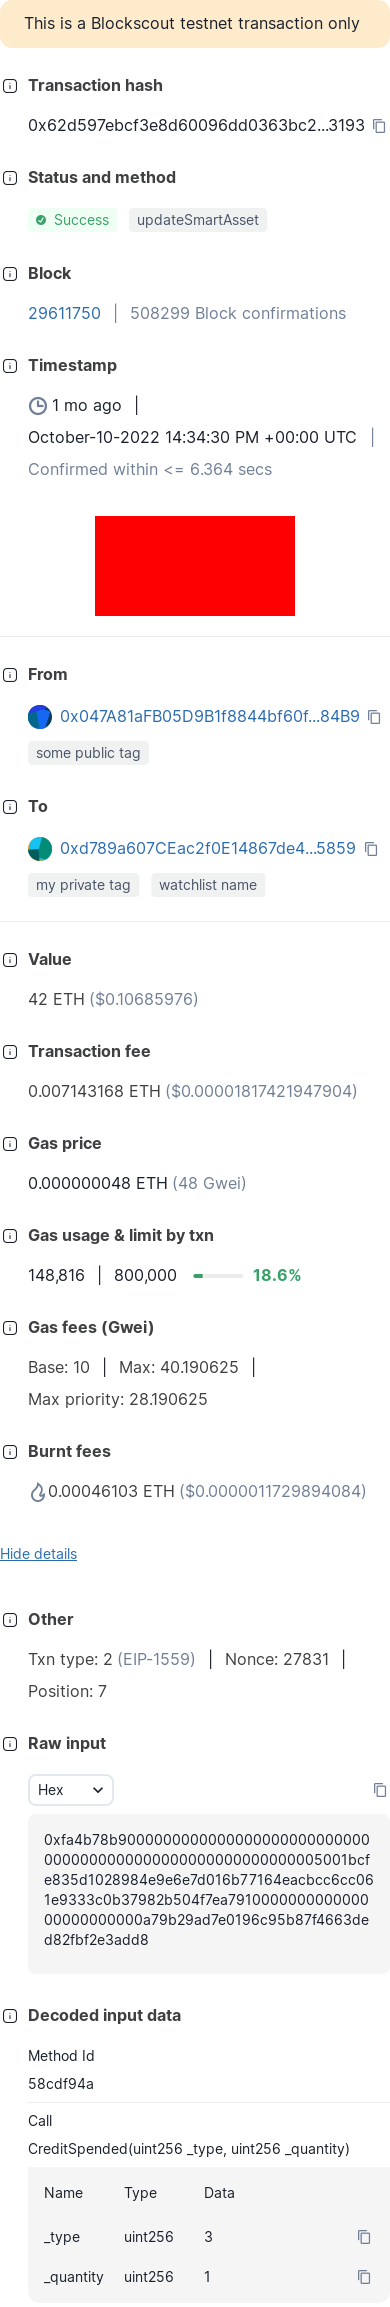 This is a Blockscout testnet transaction only
Transaction hash
0x62d597ebcf3e8d60096dd0363bc2...3193
Status and method
Success updateSmartAsset
Block
29611750 | 508299 Block confirmations
Timestamp
1 mo ago |
October-10-2022 14:34:30 PM +00:00 UTC |
Confirmed within <= 6.364 secs
From
0x047A81aFB05D9B1f8844bf60f...84B9
some public tag
To
0xd789a607CEac2f0E14867de4...5859
my private tag watchlist name
Value
42 ETH ($0.10685976)
Transaction fee
0.007143168 ETH ($0.00001817421947904)
Gas price
0.000000048 ETH (48 Gwei)
Gas usage & limit by txn
148,816 | 800,000 18.6%
Gas fees (Gwei)
Base: 10 | Max: 40.190625 |
Max priority: 28.190625
Burnt fees
0.00046103 ETH ($0.0000011729894084)
Hide details
Other
Txn type: 2 (EIP-1559) | Nonce: 27831 |
Position: 7
Raw input
Hex
0xfa4b78b90000000000000000000000000
000000000000000000000000000005001bcf
e835d1028984e9e6e7d016b77164eacbcc6cc06
1e9333c0b37982b504f7ea7910000000000000
00000000000a79b29ad7e0196c95b87f4663de
d82fbf2e3add8
Decoded input data
Method Id
58cdf94a
Call
CreditSpended(uint256 _type, uint256 _quantity)
Name Type Data
_type uint256 3
_quantity uint256 1